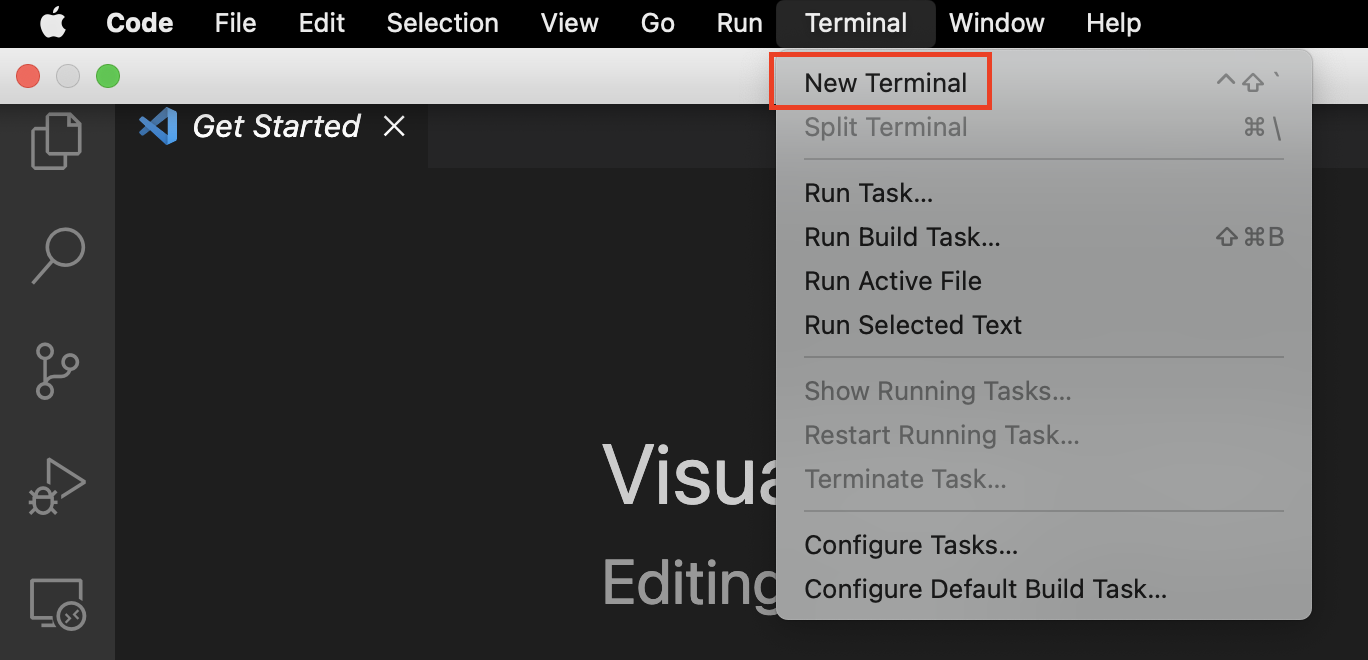 Code File Edit Selection View Go Run Terminal Window Help
New Terminal ^⇧`
Split Terminal ⌘\
Get Started
Run Task...
Run Build Task... ⇧⌘B
Run Active File
Run Selected Text
Show Running Tasks...
Restart Running Task...
Terminate Task...
Configure Tasks...
Configure Default Build Task...
Visua
Editing